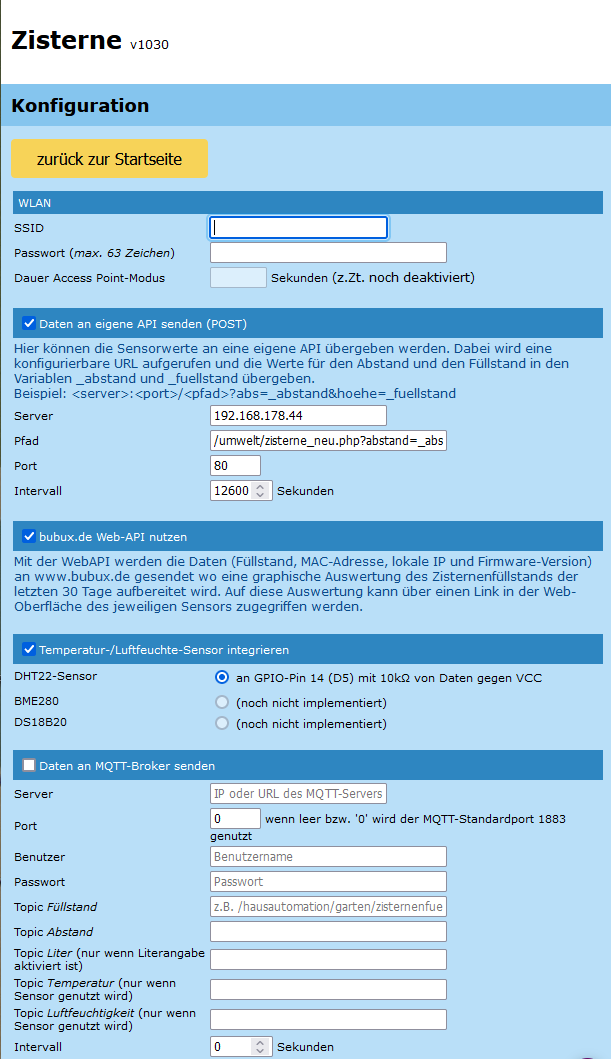 Zisterne v1030
Konfiguration
zurück zur Startseite
WLAN
SSID
Passwort (max. 63 Zeichen)
Dauer Access Point-Modus Sekunden (z.Zt. noch deaktiviert)
Daten an eigene API senden (POST)
Hier können die Sensorwerte an eine eigene API übergeben werden. Dabei wird eine
konfigurierbare URL aufgerufen und die Werte für den Abstand und den Füllstand in den
Variablen _abstand und _fuellstand übergeben.
Beispiel: <server>:<port>/<pfad>?abs=_abstand&hoehe=_fuellstand
Server 192.168.178.44
Pfad /umwelt/zisterne_neu.php?abstand=_abs
Port 80
Intervall 12600 Sekunden
bubux.de Web-API nutzen
Mit der WebAPI werden die Daten (Füllstand, MAC-Adresse, lokale IP und Firmware-Version)
an www.bubux.de gesendet wo eine graphische Auswertung des Zisternenfüllstands der
letzten 30 Tage aufbereitet wird. Auf diese Auswertung kann über einen Link in der Web-
Oberfläche des jeweiligen Sensors zugegriffen werden.
Temperatur-/Luftfeuchte-Sensor integrieren
DHT22-Sensor an GPIO-Pin 14 (D5) mit 10kΩ von Daten gegen VCC
BME280 (noch nicht implementiert)
DS18B20 (noch nicht implementiert)
Daten an MQTT-Broker senden
Server IP oder URL des MQTT-Servers
Port 0 wenn leer bzw. '0' wird der MQTT-Standardport 1883
genutzt
Benutzer Benutzername
Passwort Passwort
Topic Füllstand z.B. /hausautomation/garten/zisternenfue
Topic Abstand
Topic Liter (nur wenn Literangabe
aktiviert ist)
Topic Temperatur (nur wenn
Sensor genutzt wird)
Topic Luftfeuchtigkeit (nur wenn
Sensor genutzt wird)
Intervall 0 Sekunden